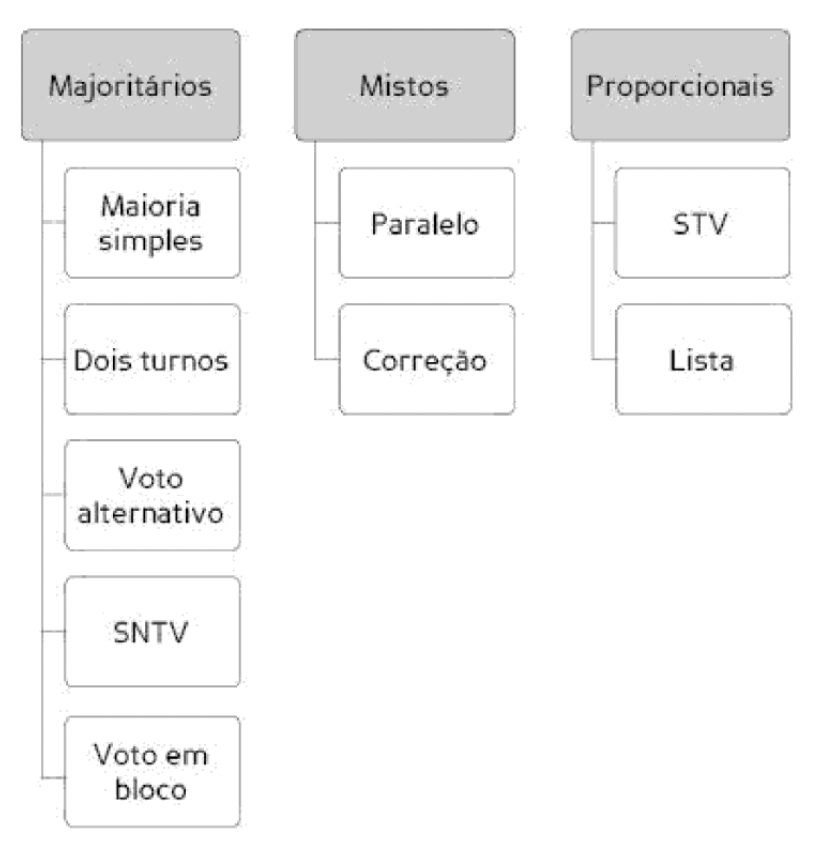 Majoritários
Maioria
simples
Dois turnos
Voto
alternativo
SNTV
Voto em
bloco
Mistos
Paralelo
Correção
Proporcionais
STV
Lista